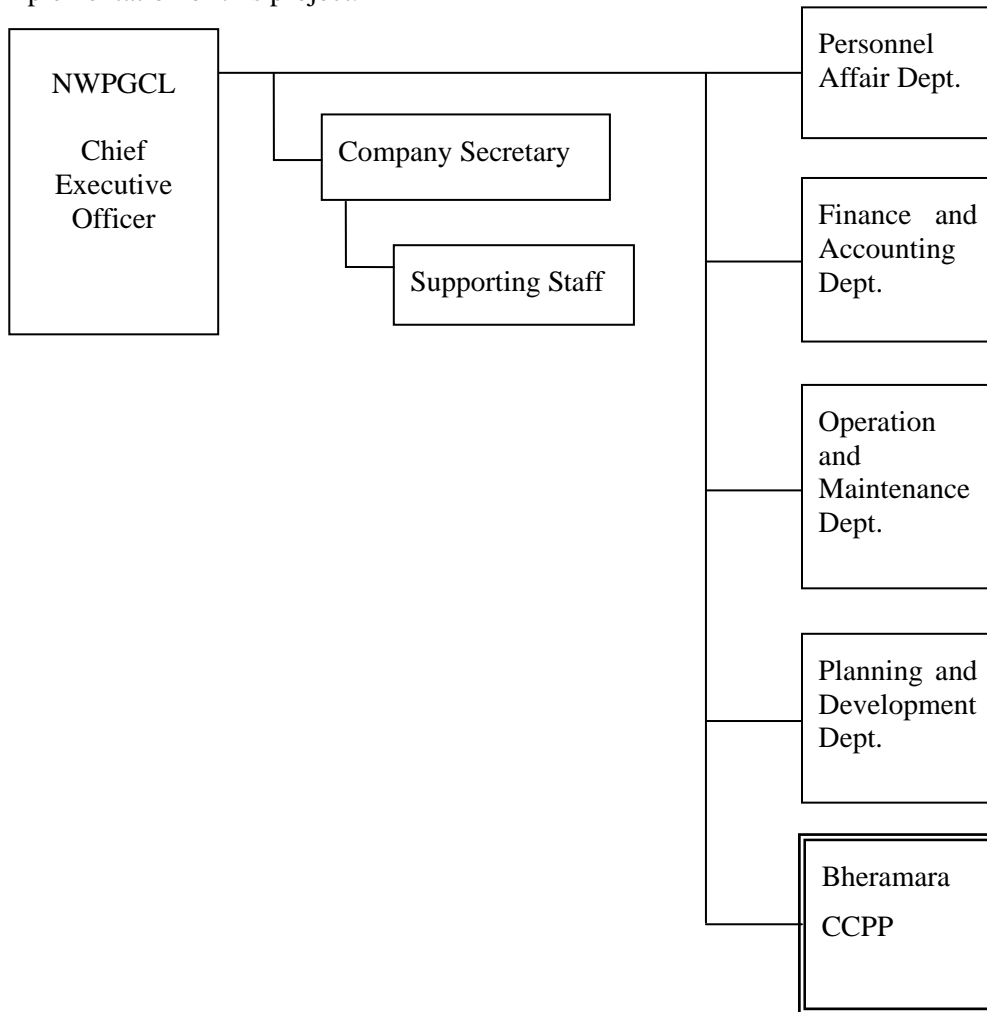 NWPGCL
Chief
Executive
Officer
Company Secretary
Supporting Staff
Personnel
Affair Dept.
Finance and
Accounting
Dept.
Operation
and
Maintenance
Dept.
Planning and
Development
Dept.
Bheramara
CCPP